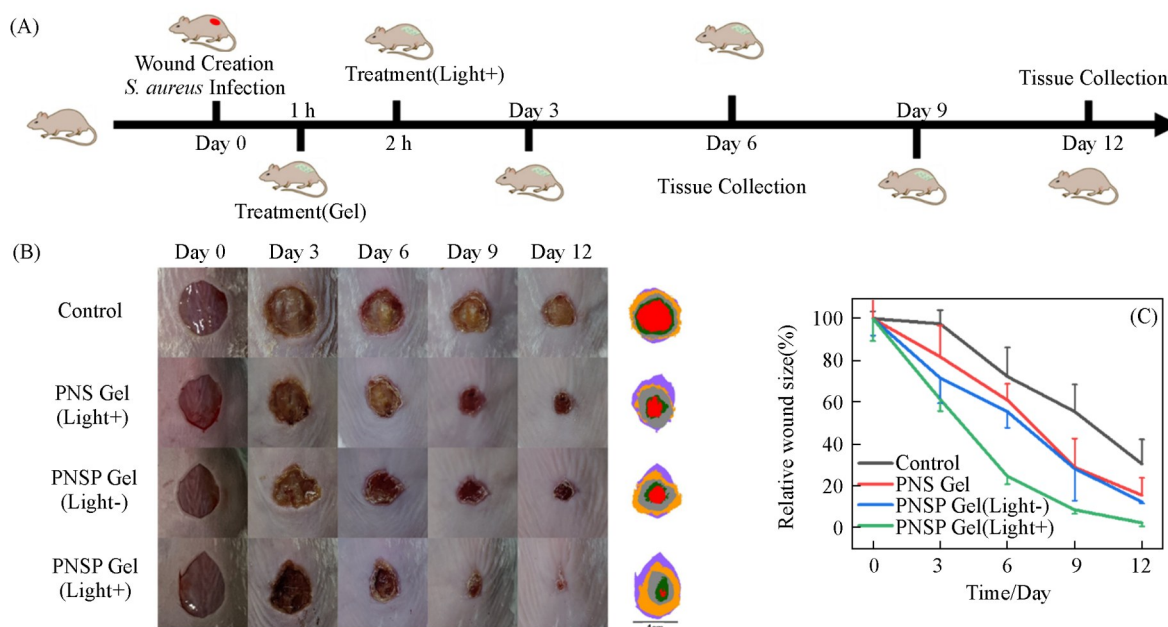 (A)
Wound Creation
S. aureus Infection
Treatment(Light+)
Tissue Collection
1 h
Day 3
Day 9
Day 0
2 h
Day 6
Day 12
Treatment(Gel)
Tissue Collection
(B)
Day 0 Day 3 Day 6 Day 9 Day 12
Control
PNS Gel
(Light+)
PNSP Gel
(Light-)
PNSP Gel
(Light+)
(C)
Relative wound size(%)
100
80
60
40
20
0
Control
PNS Gel
PNSP Gel(Light-)
PNSP Gel(Light+)
0 3 6 9 12
Time/Day